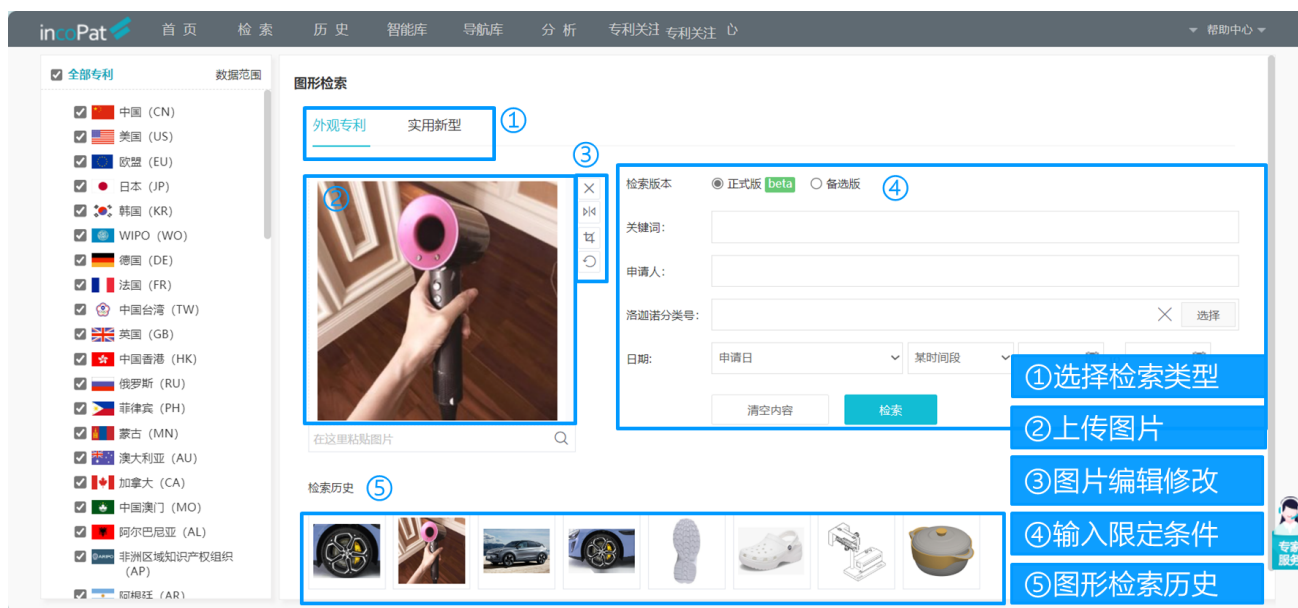 incoPat 首页 检索 历史 智能库 导航库 分析 专利关注 专利关注 心 帮助中心
全部专利 数据范围
中国 (CN)
美国 (US)
欧盟 (EU)
日本 (JP)
韩国 (KR)
WIPO (WO)
德国 (DE)
法国 (FR)
中国台湾 (TW)
英国 (GB)
中国香港 (HK)
俄罗斯 (RU)
菲律宾 (PH)
蒙古 (MN)
澳大利亚 (AU)
加拿大 (CA)
中国澳门 (MO)
阿尔巴尼亚 (AL)
非洲区域知识产权组织
(AP)
阿根廷 (AR)
图形检索
外观专利 实用新型 ①
②
③
检索版本 正式版 beta 备选版 ④
关键词:
申请人:
洛迦诺分类号: 选择
日期: 申请日 某时间段
清空内容 检索
在这里粘贴图片
检索历史 ⑤
①选择检索类型
②上传图片
③图片编辑修改
④输入限定条件
⑤图形检索历史
专家
服务